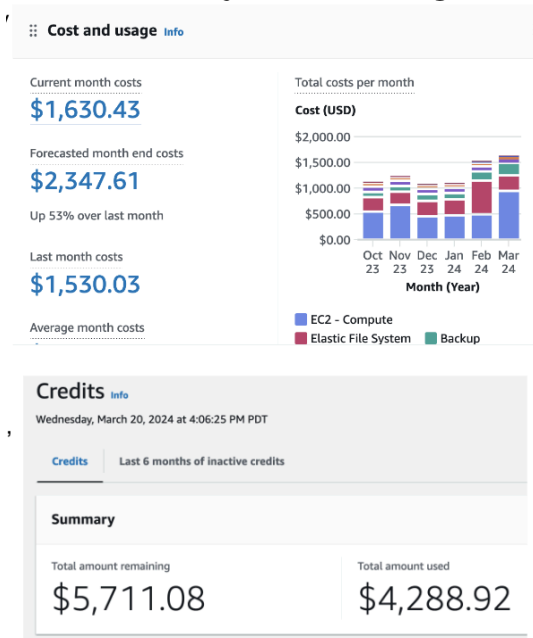 Cost and usage Info
Current month costs
$1,630.43
Forecasted month end costs
$2,347.61
Up 53% over last month
Last month costs
$1,530.03
Average month costs
Total costs per month
Cost (USD)
$2,000.00
$1,500.00
$1,000.00
$500.00
$0.00
Oct Nov Dec Jan Feb Mar
23 23 23 24 24 24
Month (Year)
EC2 - Compute
Elastic File System Backup
Credits Info
Wednesday, March 20, 2024 at 4:06:25 PM PDT
,
Credits Last 6 months of inactive credits
Summary
Total amount remaining Total amount used
$5,711.08 $4,288.92